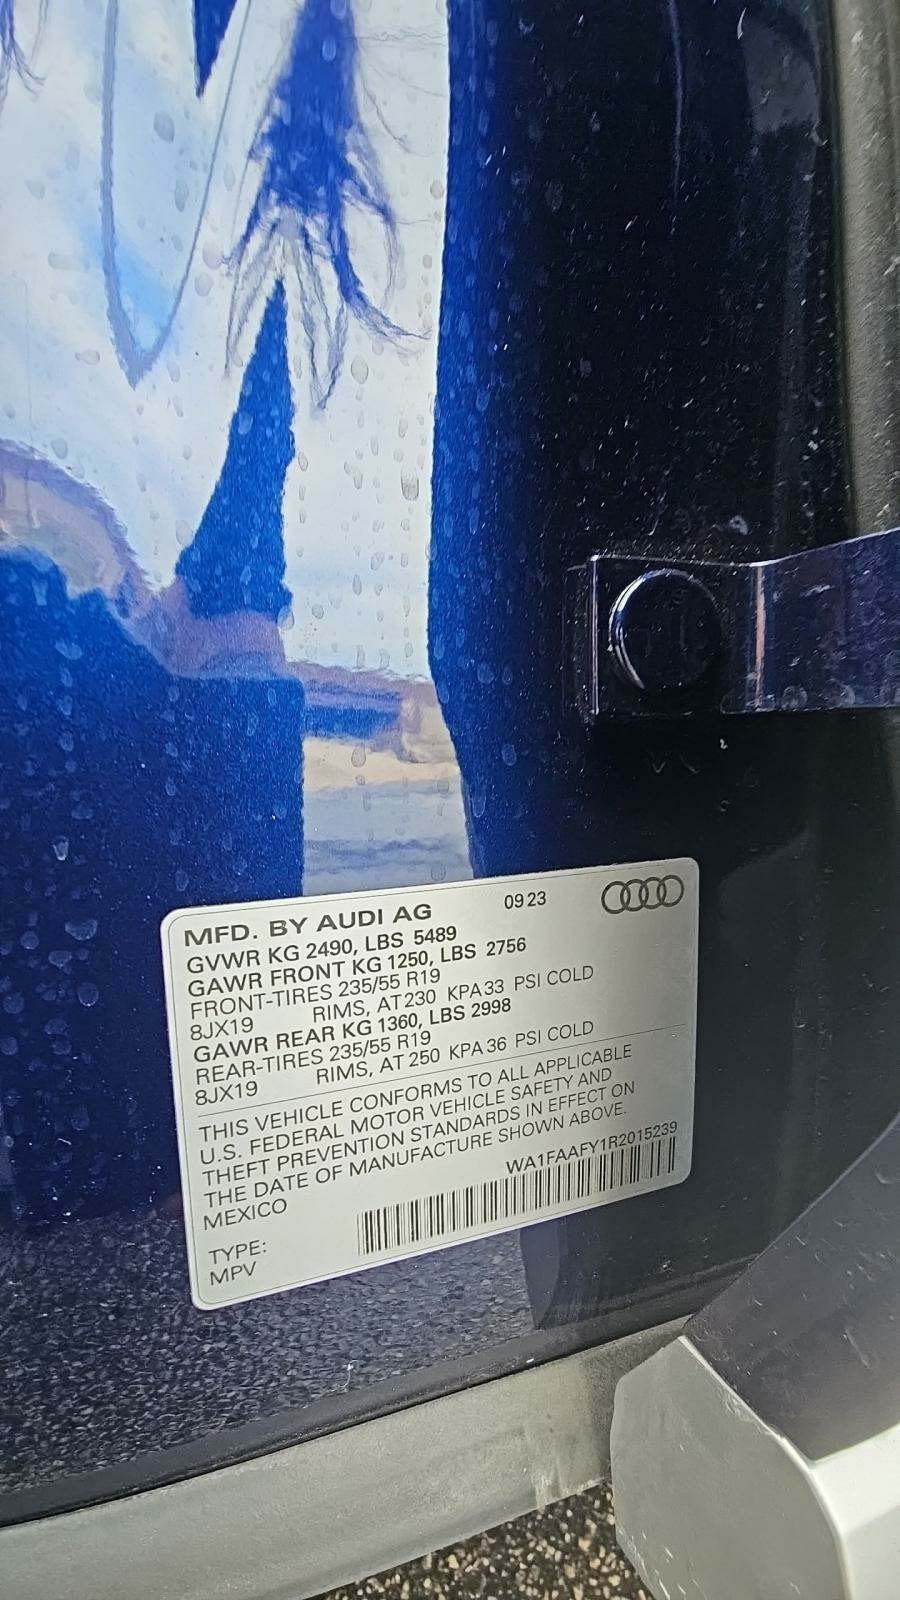 MFD. BY AUDI AG 09 23
GVWR KG 2490, LBS 5489
GAWR FRONT KG 1250, LBS 2756
FRONT-TIRES 235/55 R19
8JX19 RIMS, AT 230 KPA 33 PSI COLD
GAWR REAR KG 1360, LBS 2998
REAR-TIRES 235/55 R19
8JX19 RIMS, AT 250 KPA 36 PSI COLD
THIS VEHICLE CONFORMS TO ALL APPLICABLE
U.S. FEDERAL MOTOR VEHICLE SAFETY AND
THEFT PREVENTION STANDARDS IN EFFECT ON
THE DATE OF MANUFACTURE SHOWN ABOVE.
MEXICO WA1FAAFY1R2015239
TYPE:
MPV